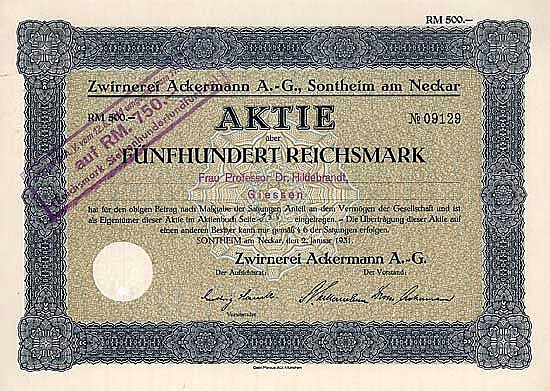 RM 500.—
Zwirnerei Ackermann A.-G., Sontheim am Neckar
RM 500.—
AKTIE
№ 09129
über
FÜNFHUNDERT REICHSMARK
auf RM. 750.-
Frau Professor Dr. Hildebrandt,
Giessen
hat für den obigen Betrag nach Maßgabe der Satzungen Anteil an dem Vermögen der Gesellschaft und ist
als Eigentümer dieser Aktie im Aktienbuch Seite eingetragen. — Die Übertragung dieser Aktie auf
einen anderen Besitzer kann nur gemäß § 6 der Satzungen erfolgen.
SONTHEIM am Neckar, den 2. Januar 1931.
Zwirnerei Ackermann A.-G.
Der Aufsichtsrat: Der Vorstand:
Vorsitzender